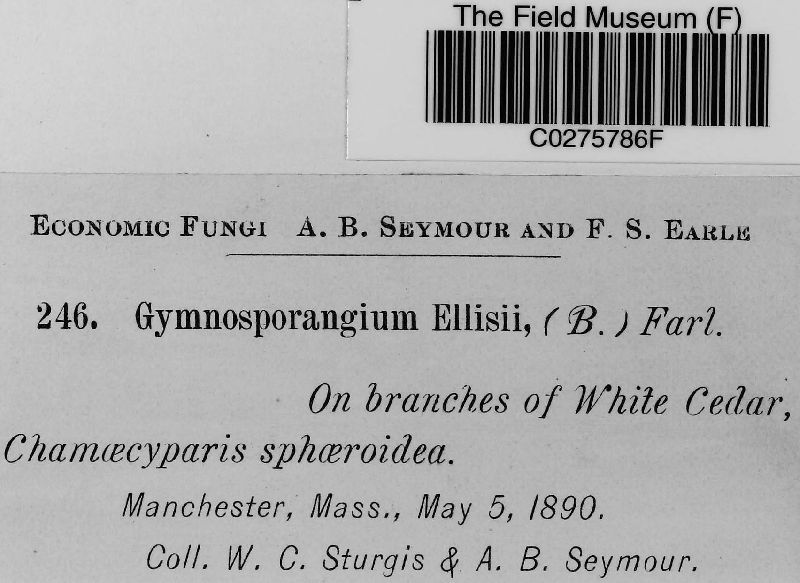 The Field Museum (F)
C0275786F
ECONOMIC FUNGI A. B. SEYMOUR AND F. S. EARLE
246. Gymnosporangium Ellisii, (B.) Farl.
On branches of White Cedar,
Chamæcyparis sphæroidea.
Manchester, Mass., May 5, 1890.
Coll. W. C. Sturgis & A. B. Seymour.